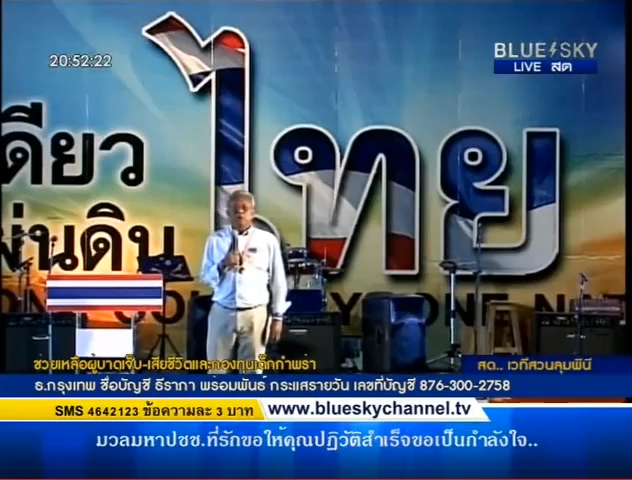 20:52:22
BLUESKY
LIVE สด
ไทย
เดียว
ผ่นดิน
ช่วยเหลือผู้บาดเจ็บ-เสียชีวิตและกองทุนเด็กกำพร้า
สด.. เวทีสวนลุมพินี
ธ.กรุงเทพ ชื่อบัญชี ธีราภา พร้อมพันธ์ กระแสรายวัน เลขที่บัญชี 876-300-2758
SMS 4642123 ข้อความละ 3 บาท
www.blueskychannel.tv
มวลมหาปชช.ที่รักขอให้คุณปฏิวัติสำเร็จขอเป็นกำลังใจ..